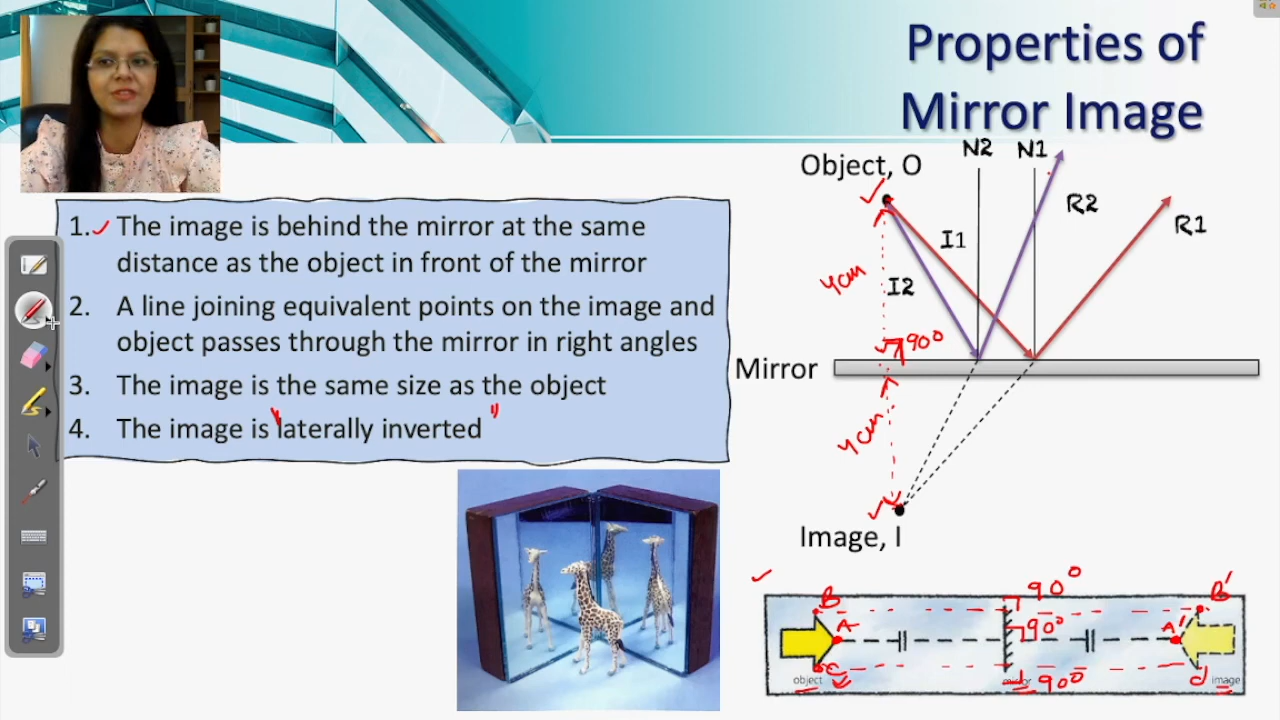 Properties of
Mirror Image
1. The image is behind the mirror at the same
distance as the object in front of the mirror
2. A line joining equivalent points on the image and
object passes through the mirror in right angles
3. The image is the same size as the object
4. The image is "laterally inverted"
Object, O
N2 N1
R2
R1
I1
I2
4cm
90°
Mirror
4cm
Image, I
90°
B B'
A 90° A'
C
object 90° image